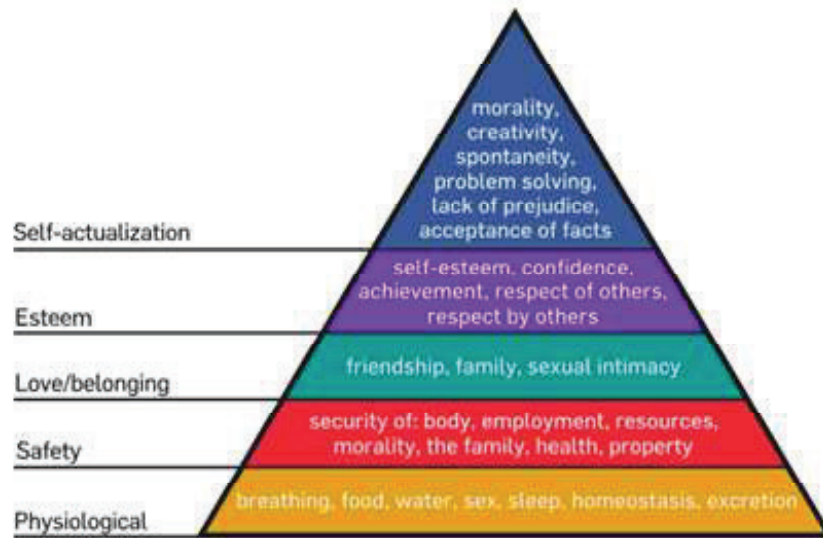 morality,
creativity,
spontaneity,
problem solving,
lack of prejudice,
acceptance of facts
Self-actualization
self-esteem, confidence,
achievement, respect of others,
respect by others
Esteem
friendship, family, sexual intimacy
Love/belonging
security of: body, employment, resources,
morality, the family, health, property
Safety
breathing, food, water, sex, sleep, homeostasis, excretion
Physiological